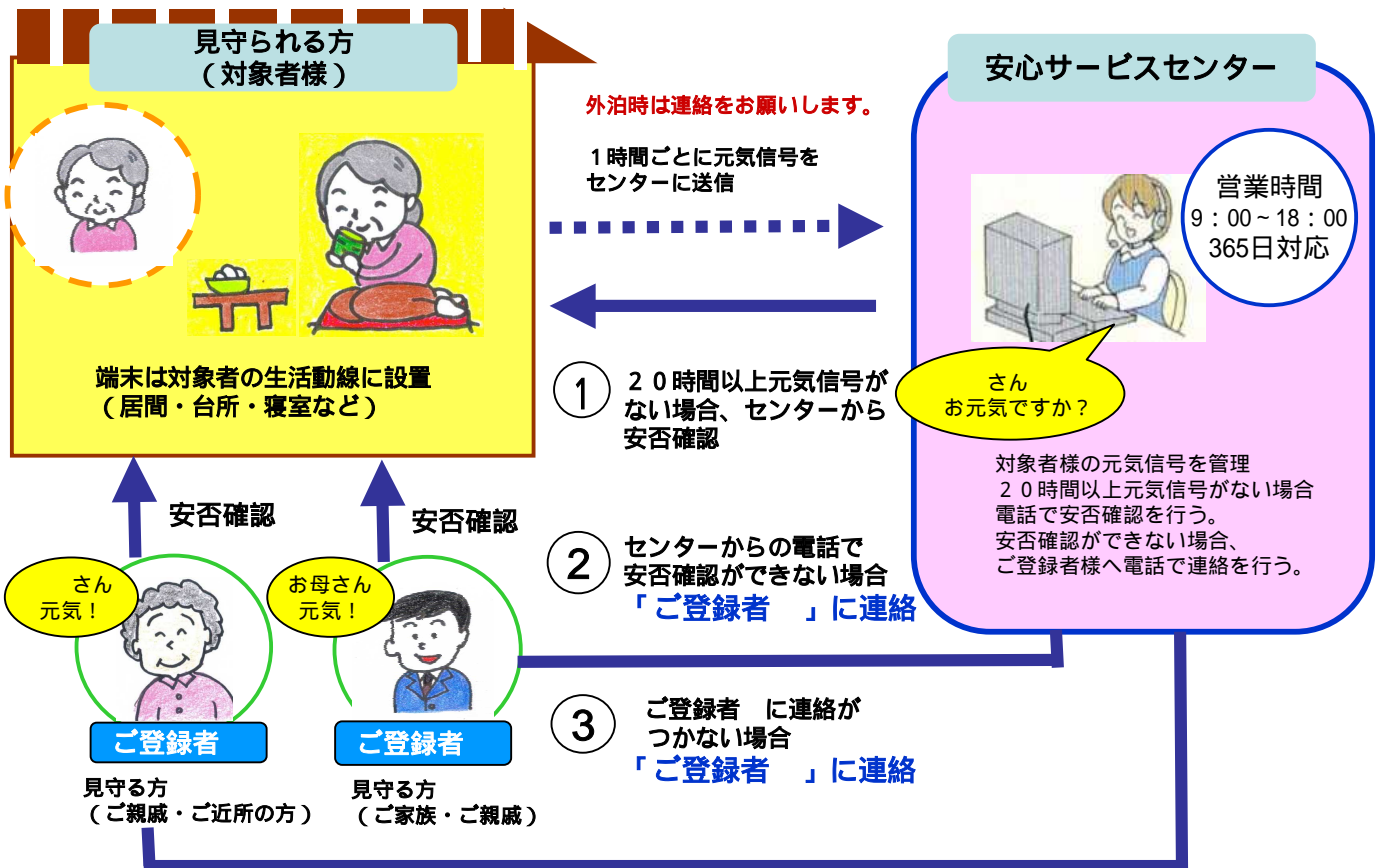 見守られる方
（対象者様）
端末は対象者の生活動線に設置
（居間・台所・寝室など）
外泊時は連絡をお願いします。
１時間ごとに元気信号を
センターに送信
安心サービスセンター
営業時間
9：00～18：00
365日対応
さん
お元気ですか？
対象者様の元気信号を管理
２０時間以上元気信号がない場合
電話で安否確認を行う。
安否確認ができない場合、
ご登録者様へ電話で連絡を行う。
①
２０時間以上元気信号が
ない場合、センターから
安否確認
②
センターからの電話で
安否確認ができない場合
「ご登録者　」に連絡
③
ご登録者　に連絡が
つかない場合
「ご登録者　」に連絡
安否確認
安否確認
さん
元気！
お母さん
元気！
ご登録者
見守る方
（ご親戚・ご近所の方）
ご登録者
見守る方
（ご家族・ご親戚）